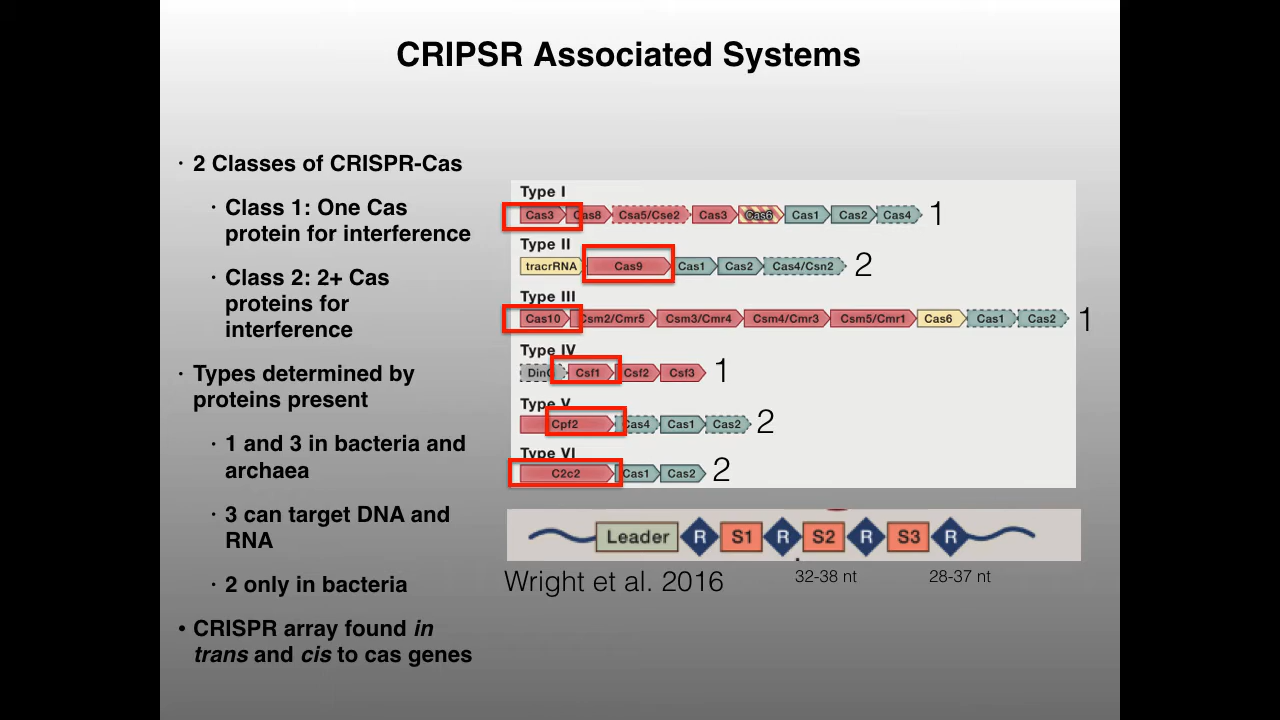 CRIPSR Associated Systems
· 2 Classes of CRISPR-Cas
· Class 1: One Cas
protein for interference
· Class 2: 2+ Cas
proteins for
interference
· Types determined by
proteins present
· 1 and 3 in bacteria and
archaea
· 3 can target DNA and
RNA
· 2 only in bacteria
• CRISPR array found in
trans and cis to cas genes
Type I
Cas3 Cas8 Csa5/Cse2 Cas3 Cas6 Cas1 Cas2 Cas4 1
Type II
tracrRNA Cas9 Cas1 Cas2 Cas4/Csn2 2
Type III
Cas10 Csm2/Cmr5 Csm3/Cmr4 Csm4/Cmr3 Csm5/Cmr1 Cas6 Cas1 Cas2 1
Type IV
Csf1 Csf2 Csf3 1
Type V
Cpf2 Cas4 Cas1 Cas2 2
Type VI
C2c2 Cas1 Cas2 2
Leader R S1 R S2 R S3 R
Wright et al. 2016 32-38 nt 28-37 nt